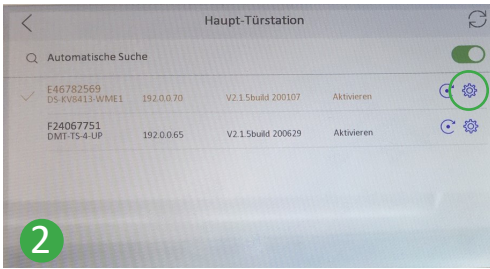 Haupt-Türstation
Automatische Suche
E46782569
DS-KV8413-WME1 192.0.0.70 V2.1.5build 200107 Aktivieren
F24067751
DMT-TS-4-UP 192.0.0.65 V2.1.5build 200629 Aktivieren
2